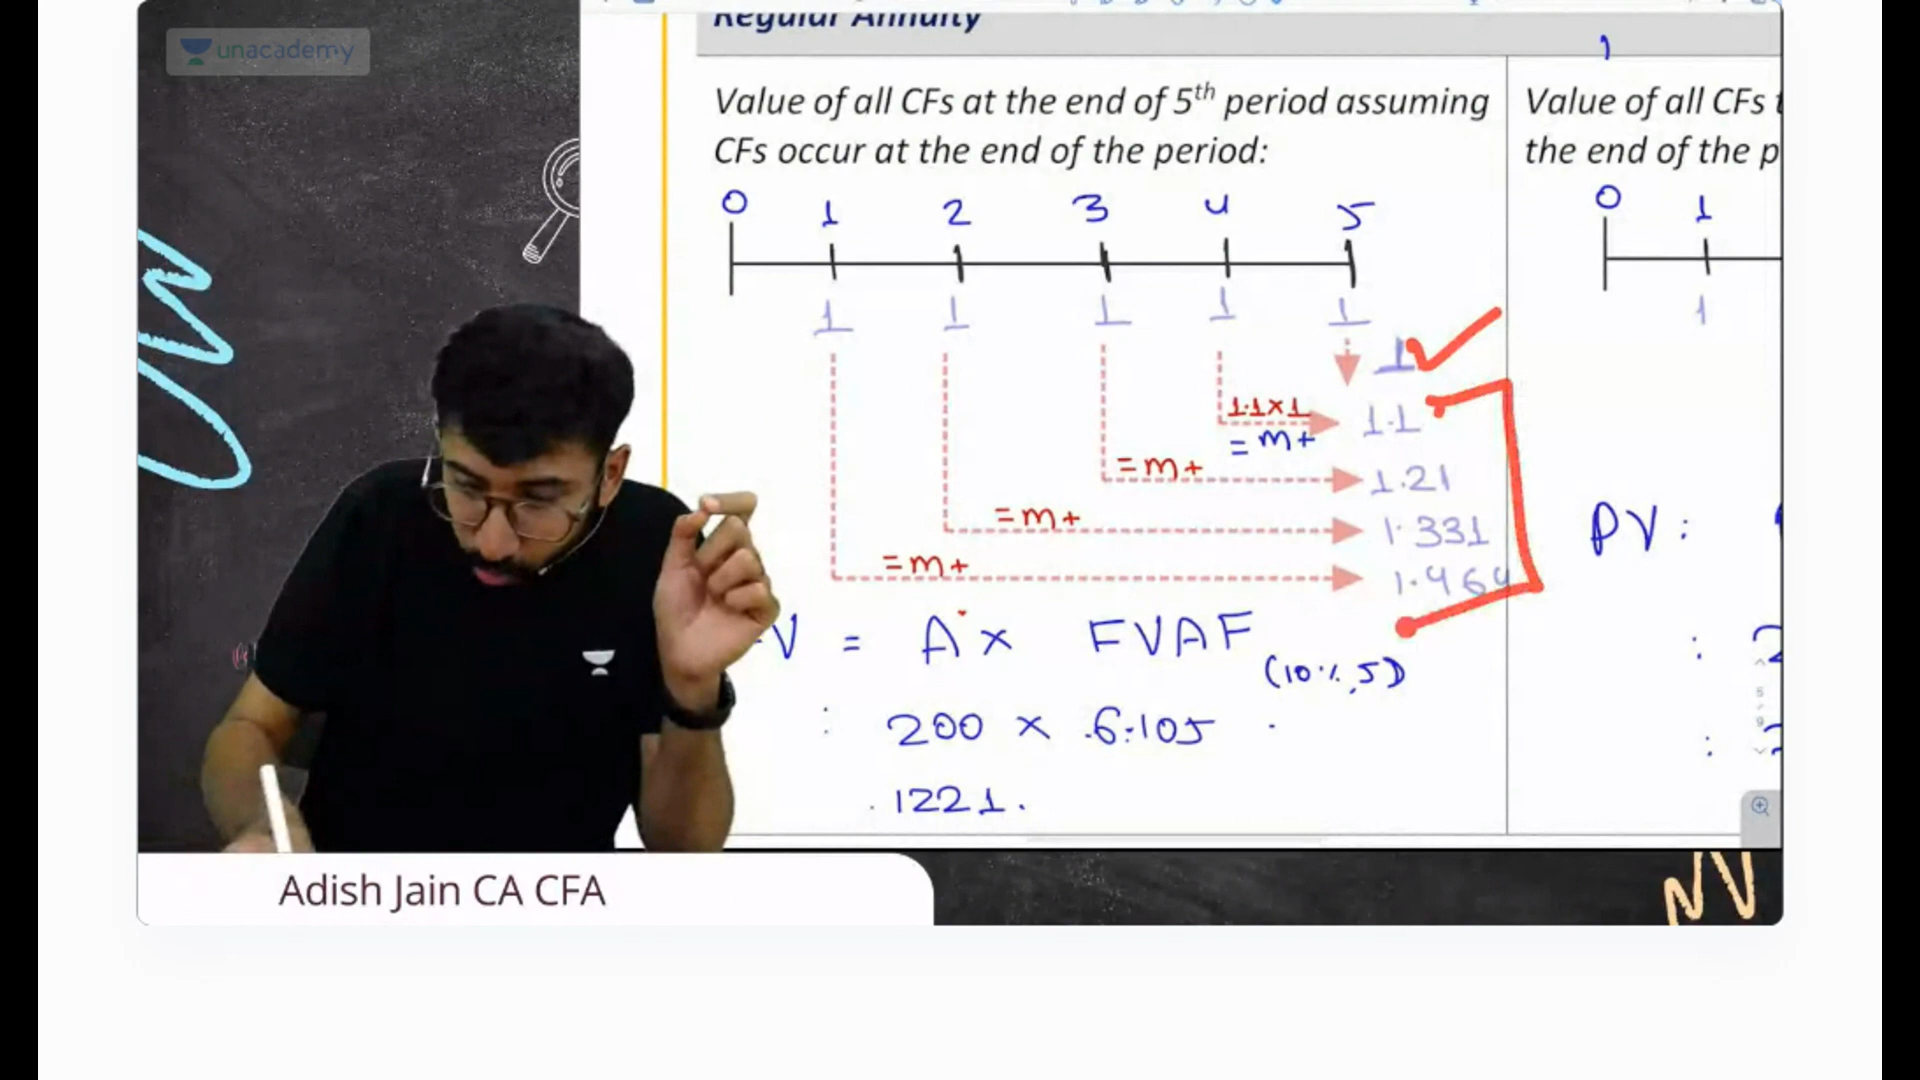 unacademy
Regular Annuity
1
Value of all CFs at the end of 5th period assuming
CFs occur at the end of the period:
0 1 2 3 4 5
1 1 1 1 1
1
1.1×1
= m+
1.1
= m+
1.21
= m+
1.331
= m+
1.464
V = A × FVAF (10%, 5)
: 200 × 6.105
1221.
Value of all CFs
the end of the p
0 1
1
PV:
: 2
:
Adish Jain CA CFA